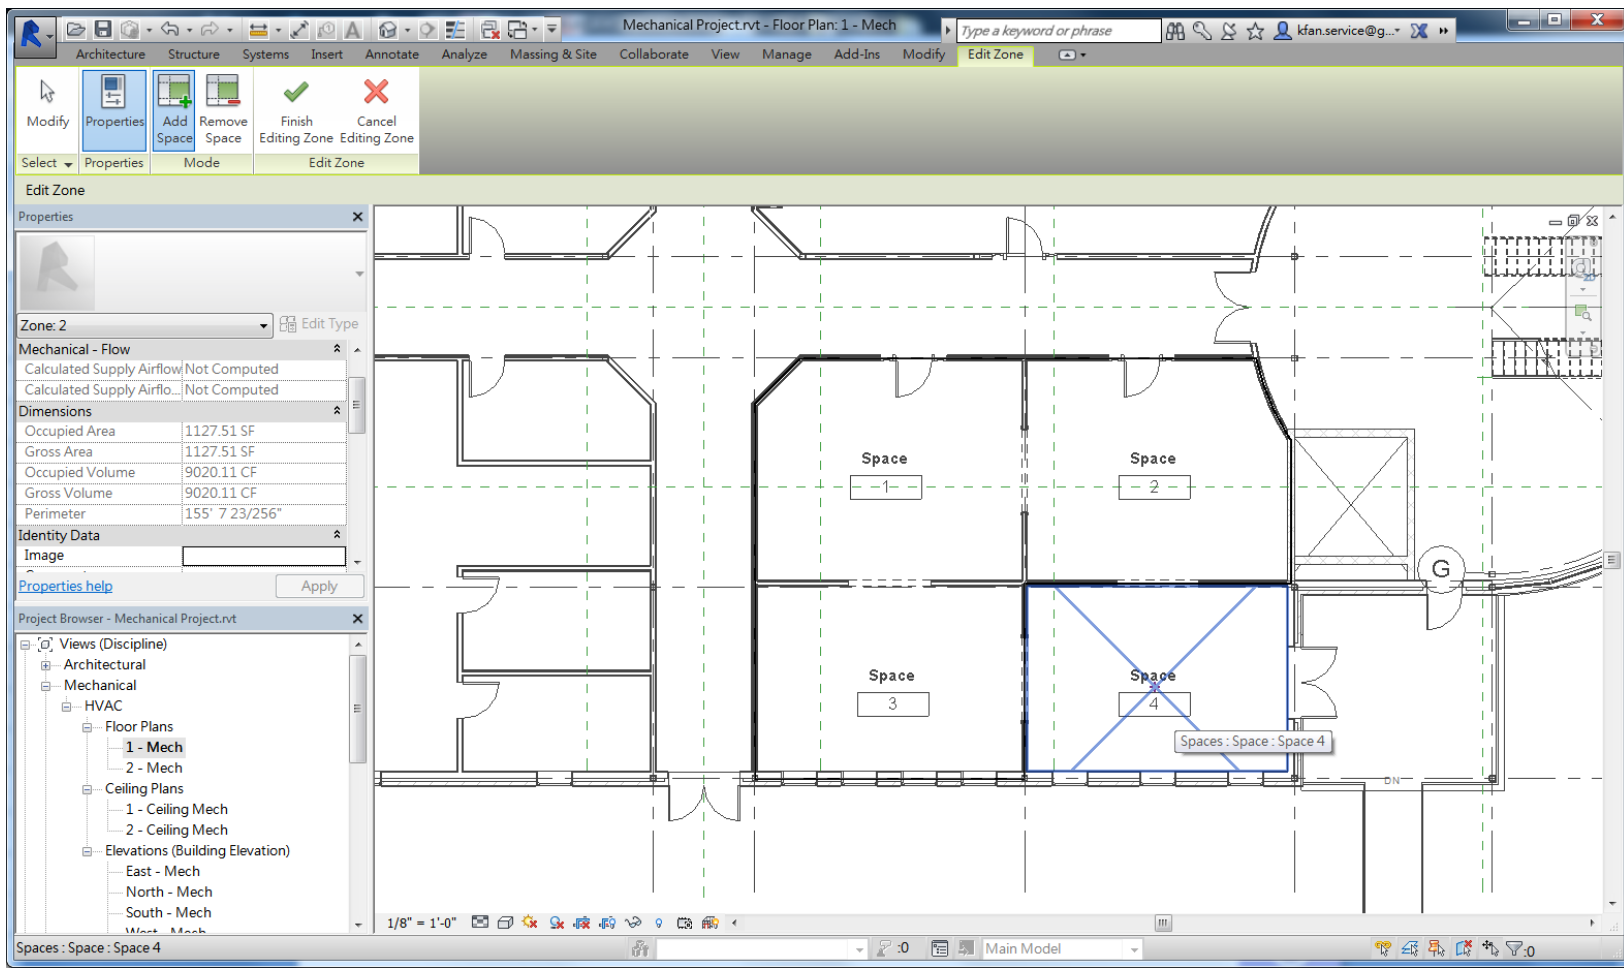 Mechanical Project.rvt - Floor Plan: 1 - Mech
Type a keyword or phrase
kfan.service@g...
Architecture Structure Systems Insert Annotate Analyze Massing & Site Collaborate View Manage Add-Ins Modify Edit Zone
Modify
Properties
Add Space
Remove Space
Finish Editing Zone
Cancel Editing Zone
Select
Properties
Mode
Edit Zone
Edit Zone
Properties
Zone: 2
Edit Type
Mechanical - Flow
Calculated Supply Airflow Not Computed
Calculated Supply Airflo... Not Computed
Dimensions
Occupied Area 1127.51 SF
Gross Area 1127.51 SF
Occupied Volume 9020.11 CF
Gross Volume 9020.11 CF
Perimeter 155' 7 23/256"
Identity Data
Image
Properties help
Apply
Project Browser - Mechanical Project.rvt
Views (Discipline)
Architectural
Mechanical
HVAC
Floor Plans
1 - Mech
2 - Mech
Ceiling Plans
1 - Ceiling Mech
2 - Ceiling Mech
Elevations (Building Elevation)
East - Mech
North - Mech
South - Mech
West - Mech
Space
1
Space
2
Space
3
Space
4
Spaces : Space : Space 4
G
DN
1/8" = 1'-0"
Spaces : Space : Space 4
:0
Main Model
:0